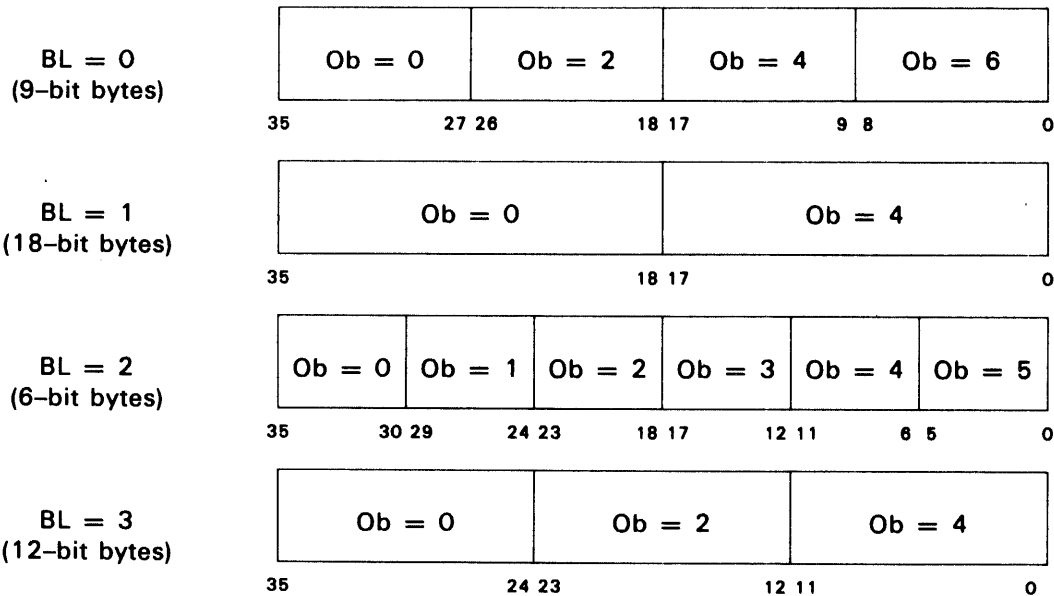 BL = 0
(9–bit bytes)
Ob = 0 Ob = 2 Ob = 4 Ob = 6
35 27 26 18 17 9 8 0
BL = 1
(18–bit bytes)
Ob = 0 Ob = 4
35 18 17 0
BL = 2
(6–bit bytes)
Ob = 0 Ob = 1 Ob = 2 Ob = 3 Ob = 4 Ob = 5
35 30 29 24 23 18 17 12 11 6 5 0
BL = 3
(12–bit bytes)
Ob = 0 Ob = 2 Ob = 4
35 24 23 12 11 0